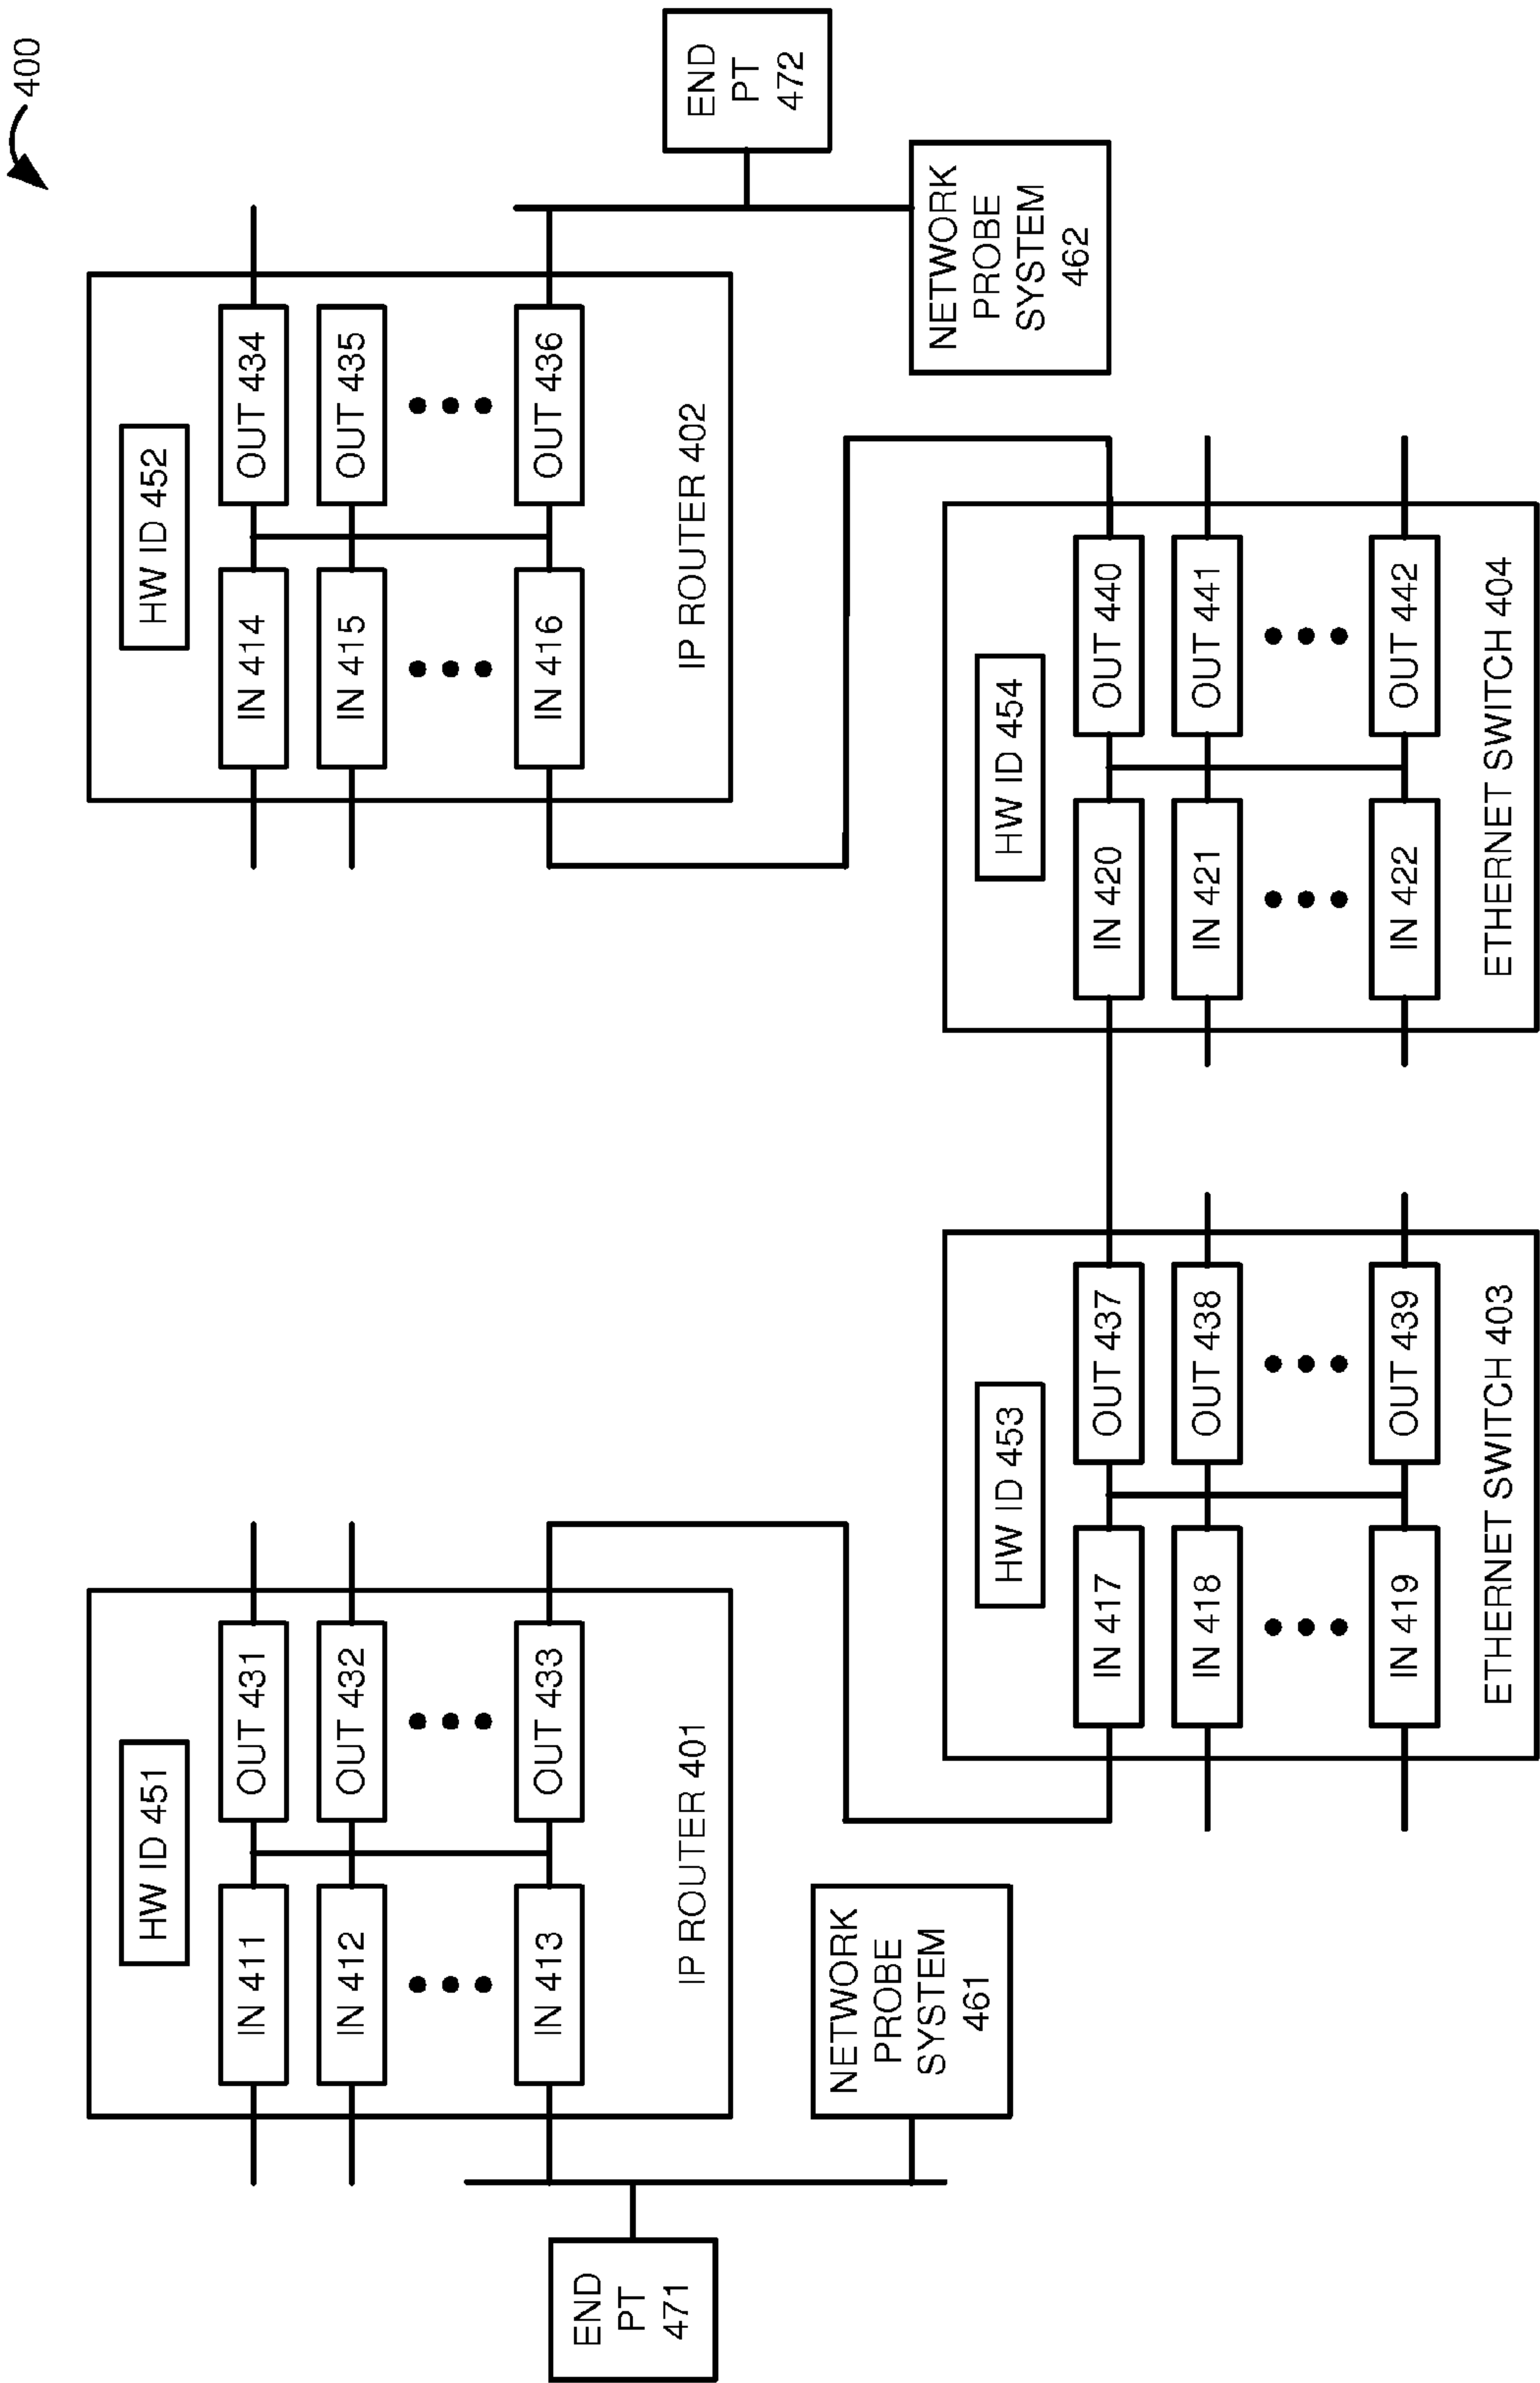 400
HW ID 451
IN 411
OUT 431
IN 412
OUT 432
IN 413
OUT 433
IP ROUTER 401
HW ID 452
IN 414
OUT 434
IN 415
OUT 435
IN 416
OUT 436
IP ROUTER 402
END
PT
471
NETWORK
PROBE
SYSTEM
461
END
PT
472
NETWORK
PROBE
SYSTEM
462
HW ID 453
IN 417
OUT 437
IN 418
OUT 438
IN 419
OUT 439
ETHERNET SWITCH 403
HW ID 454
IN 420
OUT 440
IN 421
OUT 441
IN 422
OUT 442
ETHERNET SWITCH 404